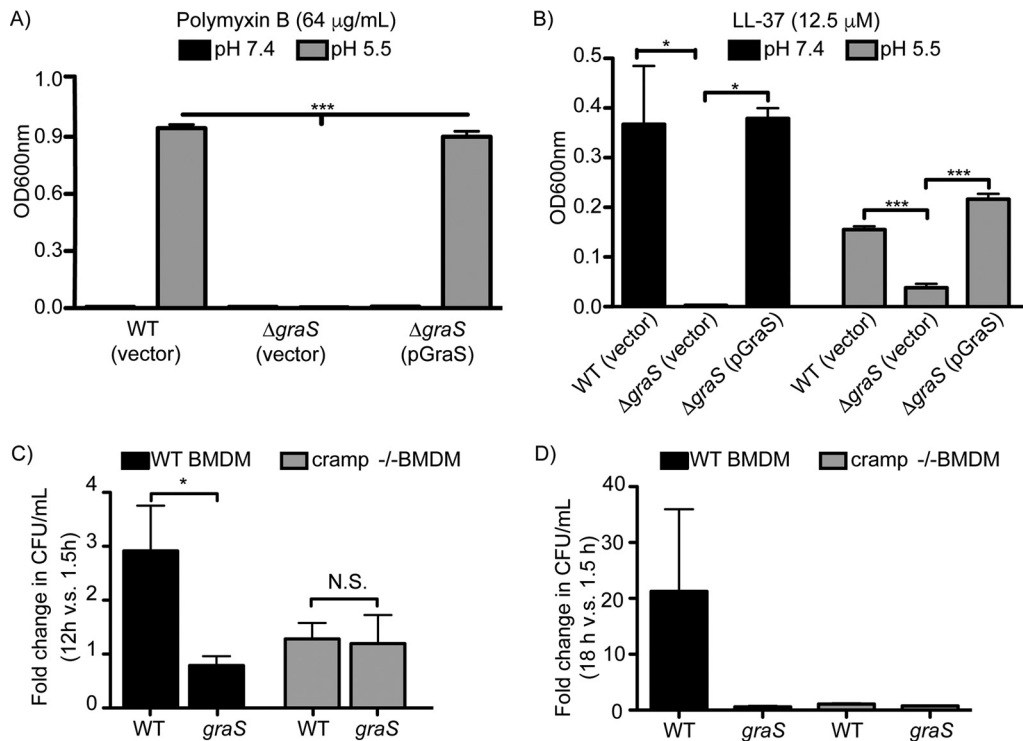 A)
Polymyxin B (64 μg/mL)
pH 7.4 pH 5.5
OD600nm
1.0
0.9
0.6
0.3
0.0
***
WT
(vector)
ΔgraS
(vector)
ΔgraS
(pGraS)
B)
LL-37 (12.5 μM)
pH 7.4 pH 5.5
OD600nm
0.5
0.4
0.3
0.2
0.1
0.0
*
*
***
***
WT (vector)
ΔgraS (vector)
ΔgraS (pGraS)
WT (vector)
ΔgraS (vector)
ΔgraS (pGraS)
C)
WT BMDM cramp -/-BMDM
Fold change in CFU/mL
(12h v.s. 1.5h)
4
3
2
1
0
*
N.S.
WT graS WT graS
D)
WT BMDM cramp -/-BMDM
Fold change in CFU/mL
(18 h v.s. 1.5 h)
40
30
20
10
0
WT graS WT graS